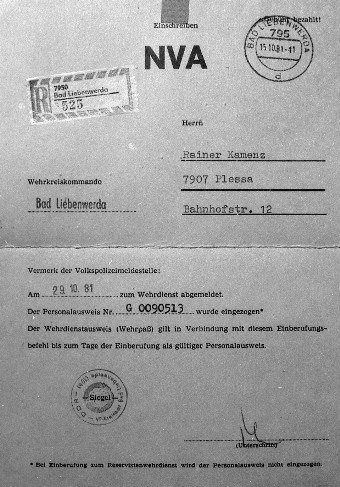 Einschreiben
bezahlt!
NVA
BAD LIEBENWERDA
795
15.10.81-11
d
R
7950
Bad Liebenwerda
525
Herrn
Rainer Kamenz
Wehrkreiskommando
7907 Plessa
Bad Liebenwerda
Bahnhofstr. 12
Vermerk der Volkspolizeimeldestelle:
Am 29.10.81 zum Wehrdienst abgemeldet.
Der Personalausweis Nr. G 0090513 wurde eingezogen*
Der Wehrdienstausweis (Wehrpaß) gilt in Verbindung mit diesem Einberufungs-
befehl bis zum Tage der Einberufung als gültiger Personalausweis.
Siegel
(Unterschrift)
* Bei Einberufung zum Reservistenwehrdienst wird der Personalausweis nicht eingezogen.